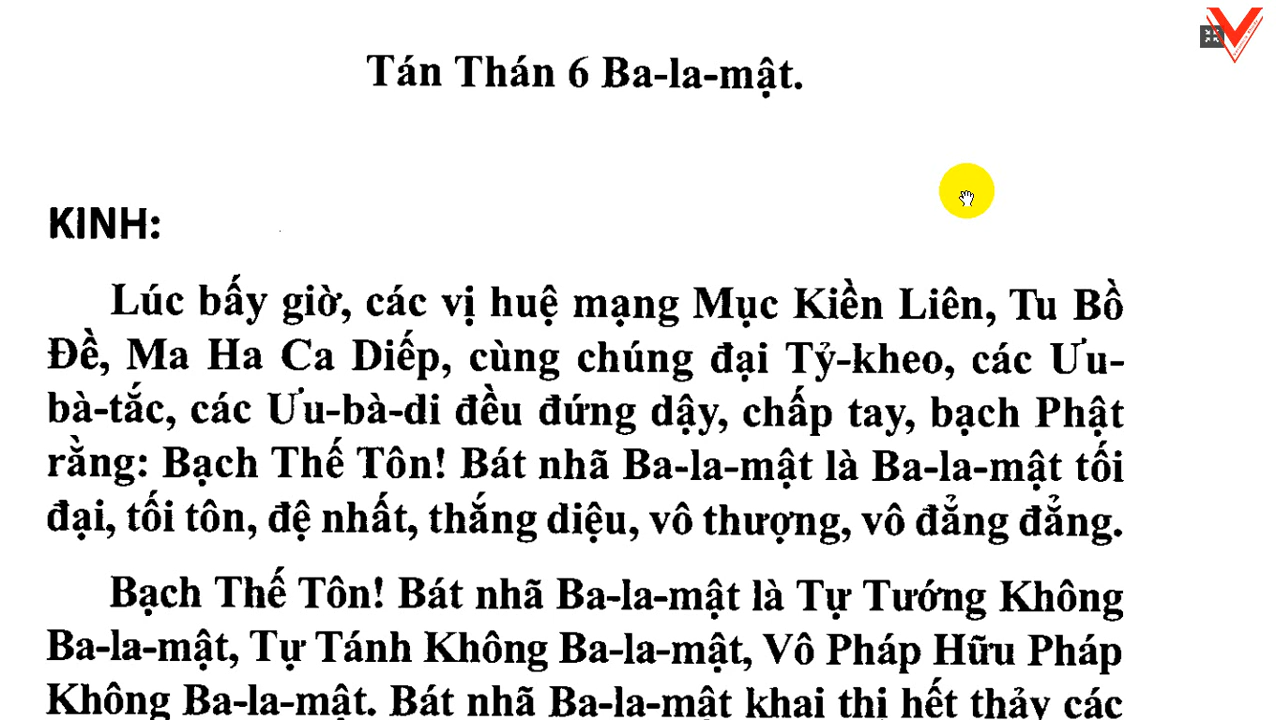 Tán Thán 6 Ba-la-mật.
KINH:
Lúc bấy giờ, các vị huệ mạng Mục Kiền Liên, Tu Bồ
Đề, Ma Ha Ca Diếp, cùng chúng đại Tỷ-kheo, các Ưu-
bà-tắc, các Ưu-bà-di đều đứng dậy, chấp tay, bạch Phật
rằng: Bạch Thế Tôn! Bát nhã Ba-la-mật là Ba-la-mật tối
đại, tối tôn, đệ nhất, thắng diệu, vô thượng, vô đẳng đẳng.
Bạch Thế Tôn! Bát nhã Ba-la-mật là Tự Tướng Không
Ba-la-mật, Tự Tánh Không Ba-la-mật, Vô Pháp Hữu Pháp
Không Ba-la-mật. Bát nhã Ba-la-mật khai thị hết thảy các